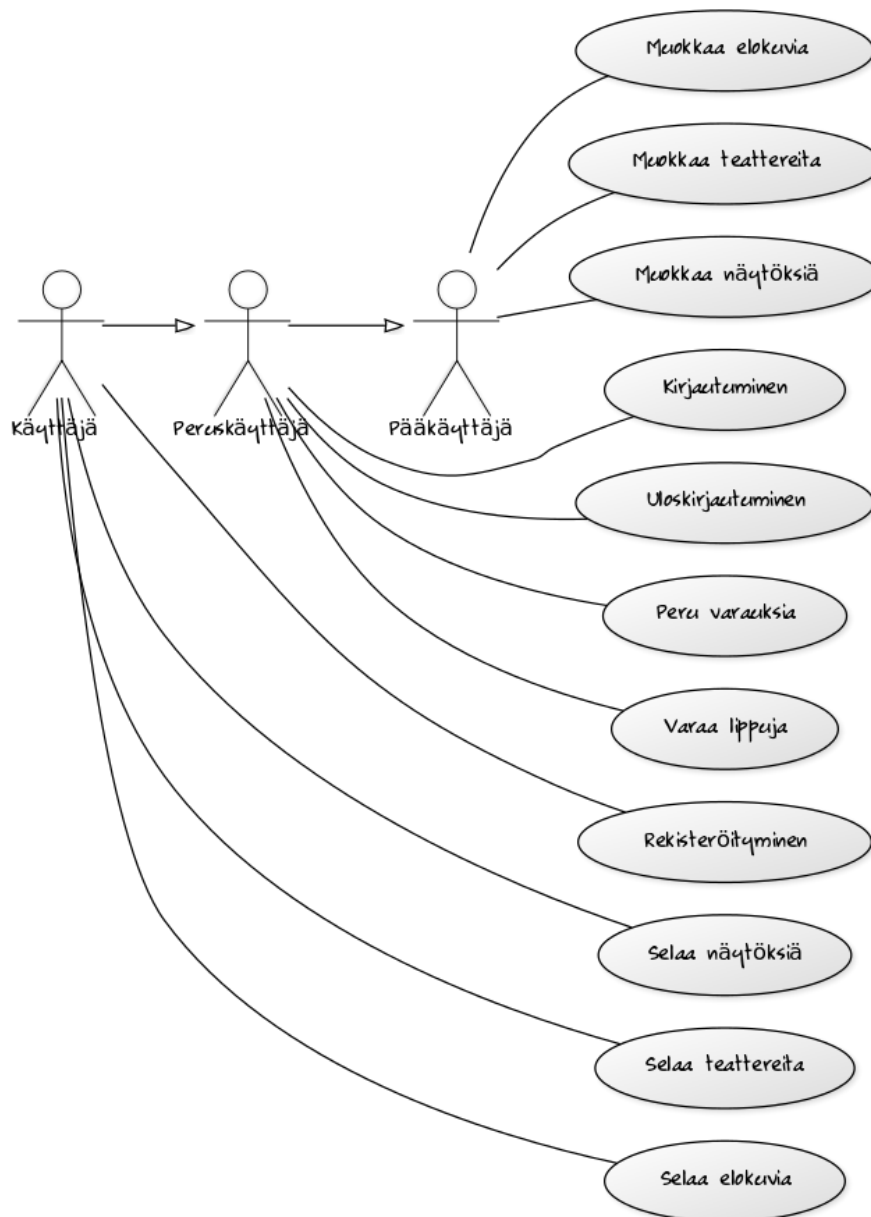 Muokkaa elokuvia
Muokkaa teattereita
Muokkaa näytöksiä
Käyttäjä
Peruskäyttäjä
Pääkäyttäjä
Kirjautuminen
Uloskirjautuminen
Peru varauksia
Varaa lippuja
Rekisteröityminen
Selaa näytöksiä
Selaa teattereita
Selaa elokuvia